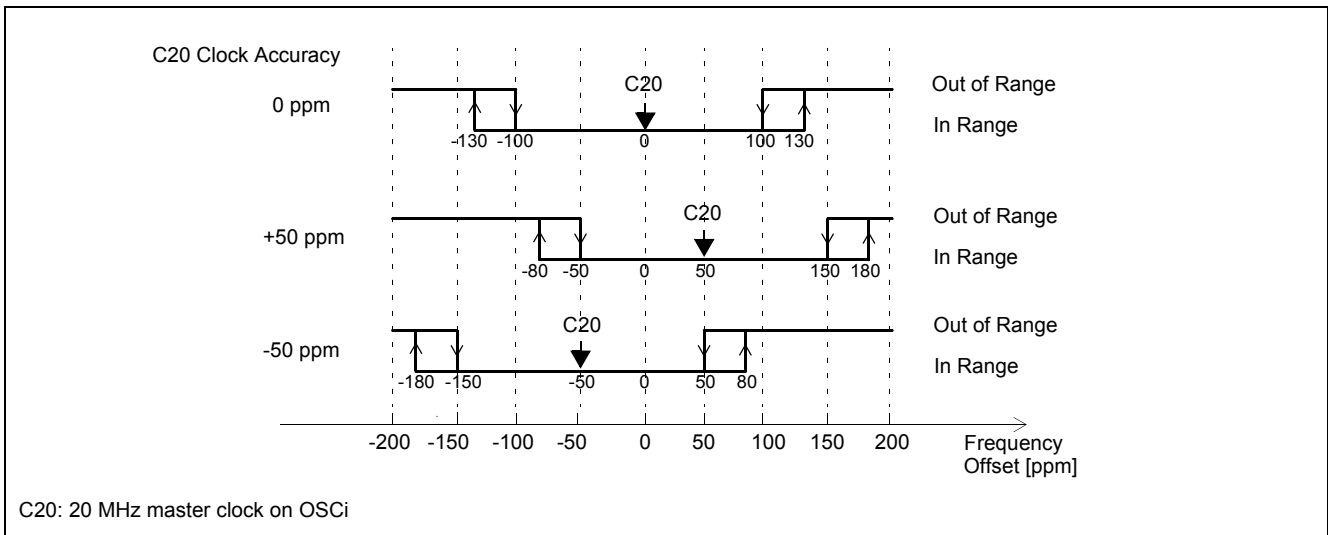 C20 Clock Accuracy
0 ppm
C20
Out of Range
In Range
-130 -100 0 100 130
+50 ppm
C20
Out of Range
In Range
-80 -50 0 50 150 180
-50 ppm
C20
Out of Range
In Range
-180 -150 -50 0 50 80
-200 -150 -100 -50 0 50 100 150 200
Frequency
Offset [ppm]
C20: 20 MHz master clock on OSCi